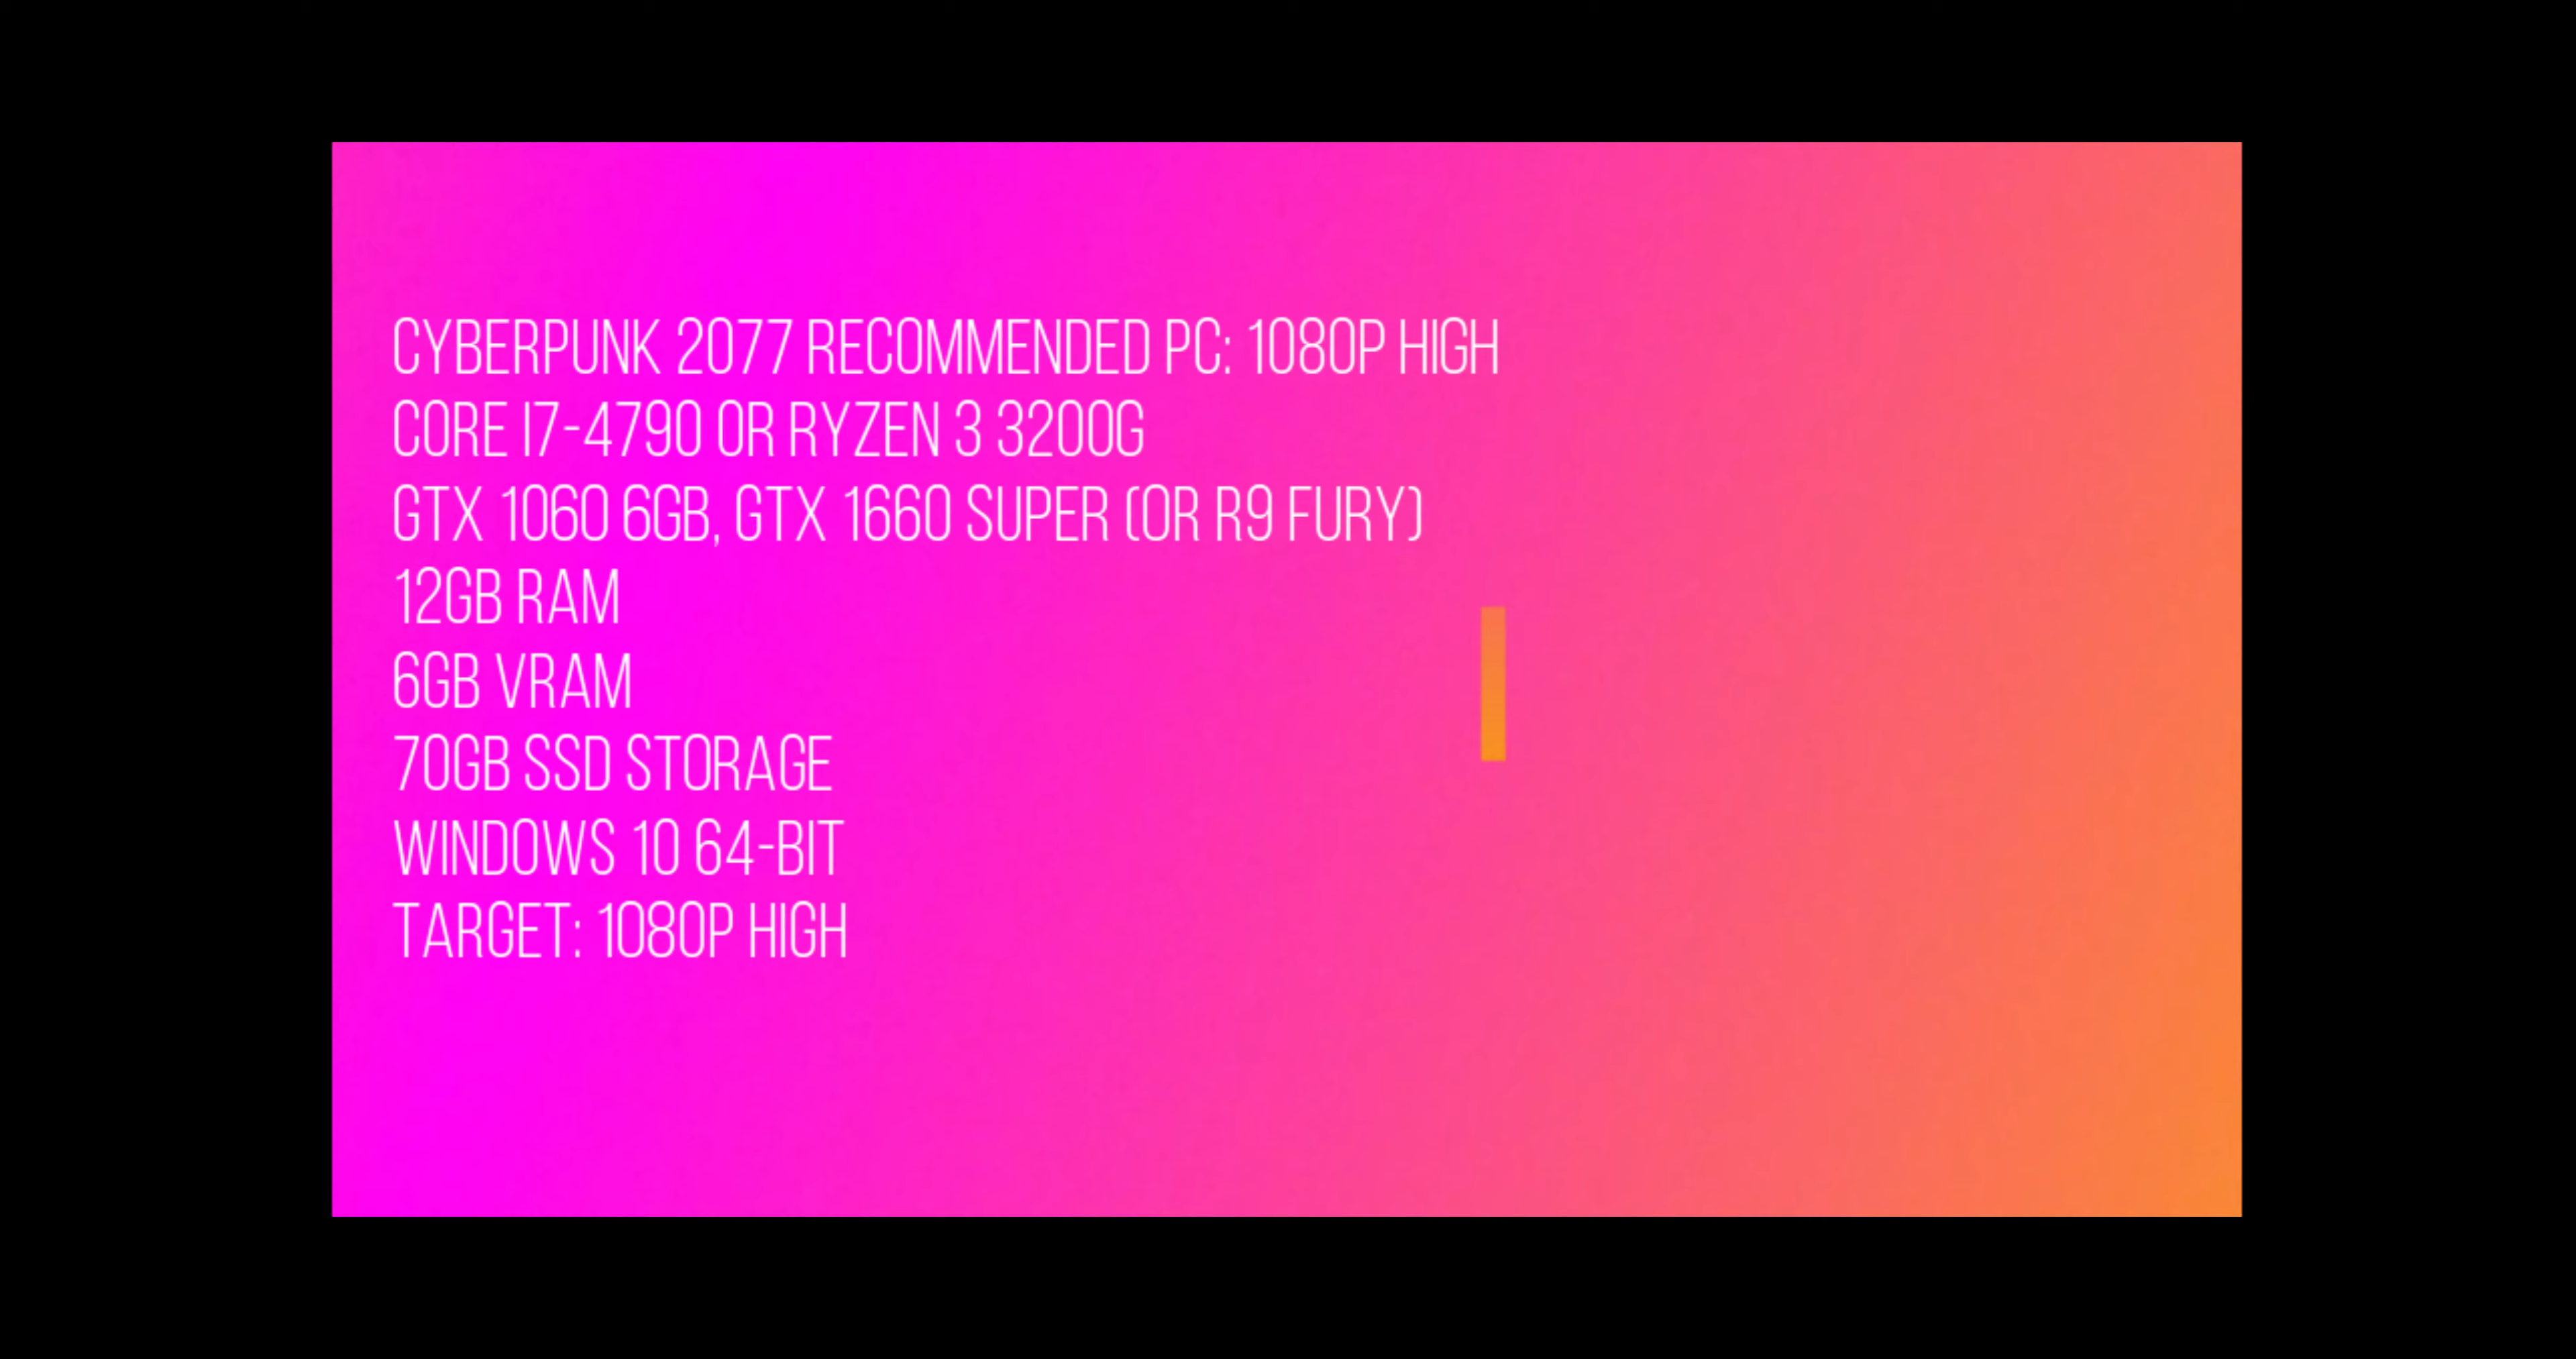 CYBERPUNK 2077 RECOMMENDED PC: 1080P HIGH
CORE I7-4790 OR RYZEN 3 3200G
GTX 1060 6GB, GTX 1660 SUPER (OR R9 FURY)
12GB RAM
6GB VRAM
70GB SSD STORAGE
WINDOWS 10 64-BIT
TARGET: 1080P HIGH